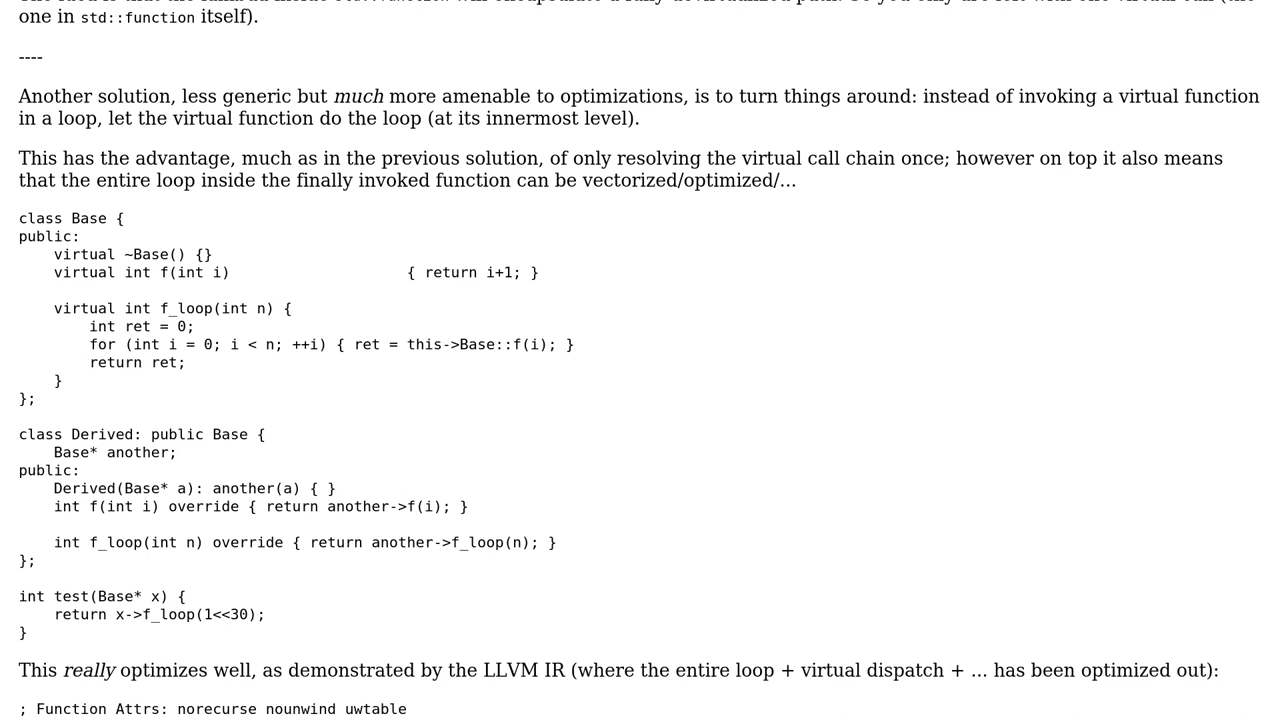 one in std::function itself).
----
Another solution, less generic but much more amenable to optimizations, is to turn things around: instead of invoking a virtual function
in a loop, let the virtual function do the loop (at its innermost level).
This has the advantage, much as in the previous solution, of only resolving the virtual call chain once; however on top it also means
that the entire loop inside the finally invoked function can be vectorized/optimized/...
class Base {
public:
    virtual ~Base() {}
    virtual int f(int i)                    { return i+1; }
    virtual int f_loop(int n) {
        int ret = 0;
        for (int i = 0; i < n; ++i) { ret = this->Base::f(i); }
        return ret;
    }
};
class Derived: public Base {
    Base* another;
public:
    Derived(Base* a): another(a) { }
    int f(int i) override { return another->f(i); }
    int f_loop(int n) override { return another->f_loop(n); }
};
int test(Base* x) {
    return x->f_loop(1<<30);
}
This really optimizes well, as demonstrated by the LLVM IR (where the entire loop + virtual dispatch + ... has been optimized out):
; Function Attrs: norecurse nounwind uwtable